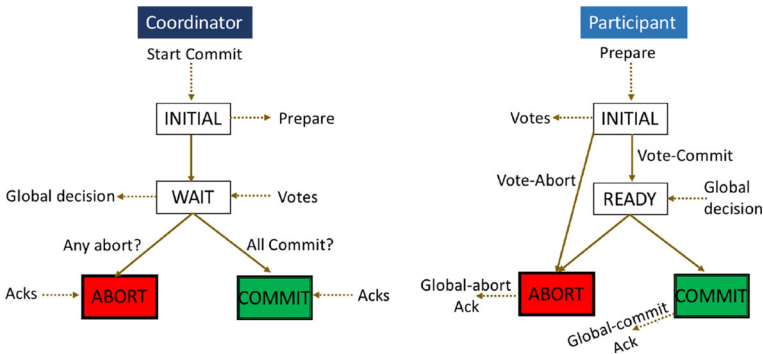 Coordinator
Start Commit
INITIAL
Prepare
Global decision
WAIT
Votes
Any abort?
All Commit?
Acks
ABORT
COMMIT
Acks
Participant
Prepare
Votes
INITIAL
Vote-Commit
Vote-Abort
READY
Global
decision
Global-abort
Ack
ABORT
COMMIT
Global-commit
Ack